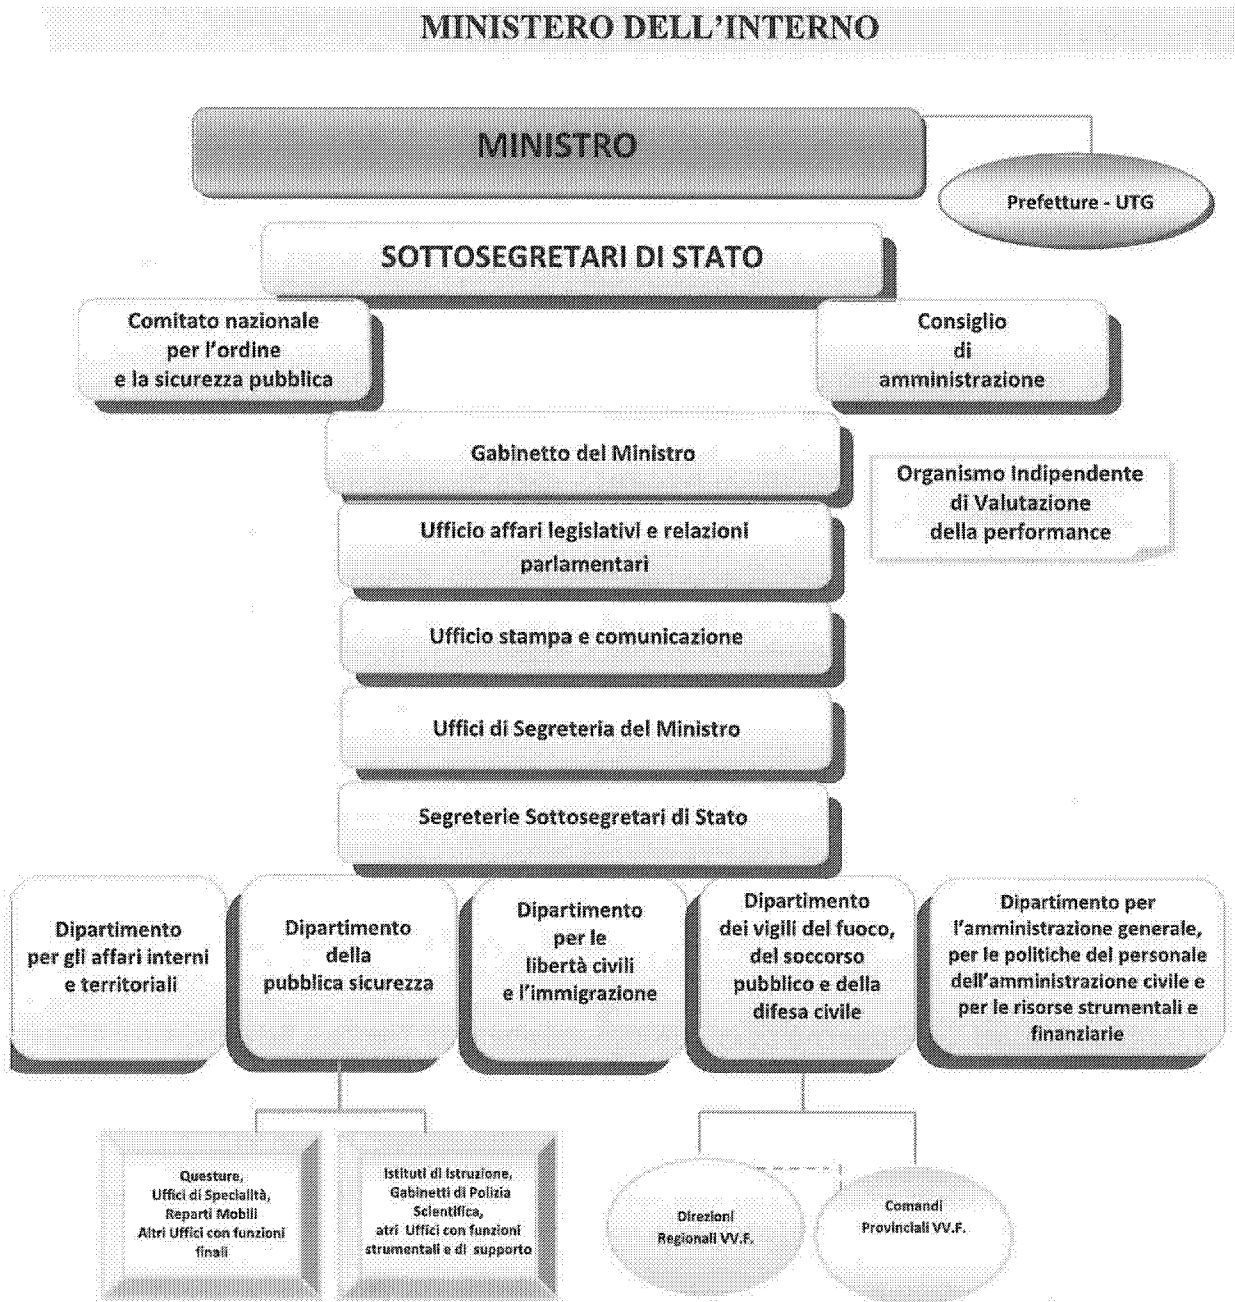 MINISTERO DELL'INTERNO
MINISTRO
Prefetture - UTG
SOTTOSEGRETARI DI STATO
Comitato nazionale
per l'ordine
e la sicurezza pubblica
Consiglio
di
amministrazione
Gabinetto del Ministro
Organismo Indipendente
di Valutazione
della performance
Ufficio affari legislativi e relazioni
parlamentari
Ufficio stampa e comunicazione
Uffici di Segreteria del Ministro
Segreterie Sottosegretari di Stato
Dipartimento
per gli affari interni
e territoriali
Dipartimento
della
pubblica sicurezza
Dipartimento
per le
libertà civili
e l'immigrazione
Dipartimento
dei vigili del fuoco,
del soccorso
pubblico e della
difesa civile
Dipartimento per
l'amministrazione generale,
per le politiche del personale
dell'amministrazione civile e
per le risorse strumentali e
finanziarie
Questure,
Uffici di Specialità,
Reparti Mobili
Altri Uffici con funzioni
finali
Istituti di Istruzione,
Gabinetti di Polizia
Scientifica,
atri Uffici con funzioni
strumentali e di supporto
Direzioni
Regionali VV.F.
Comandi
Provinciali VV.F.